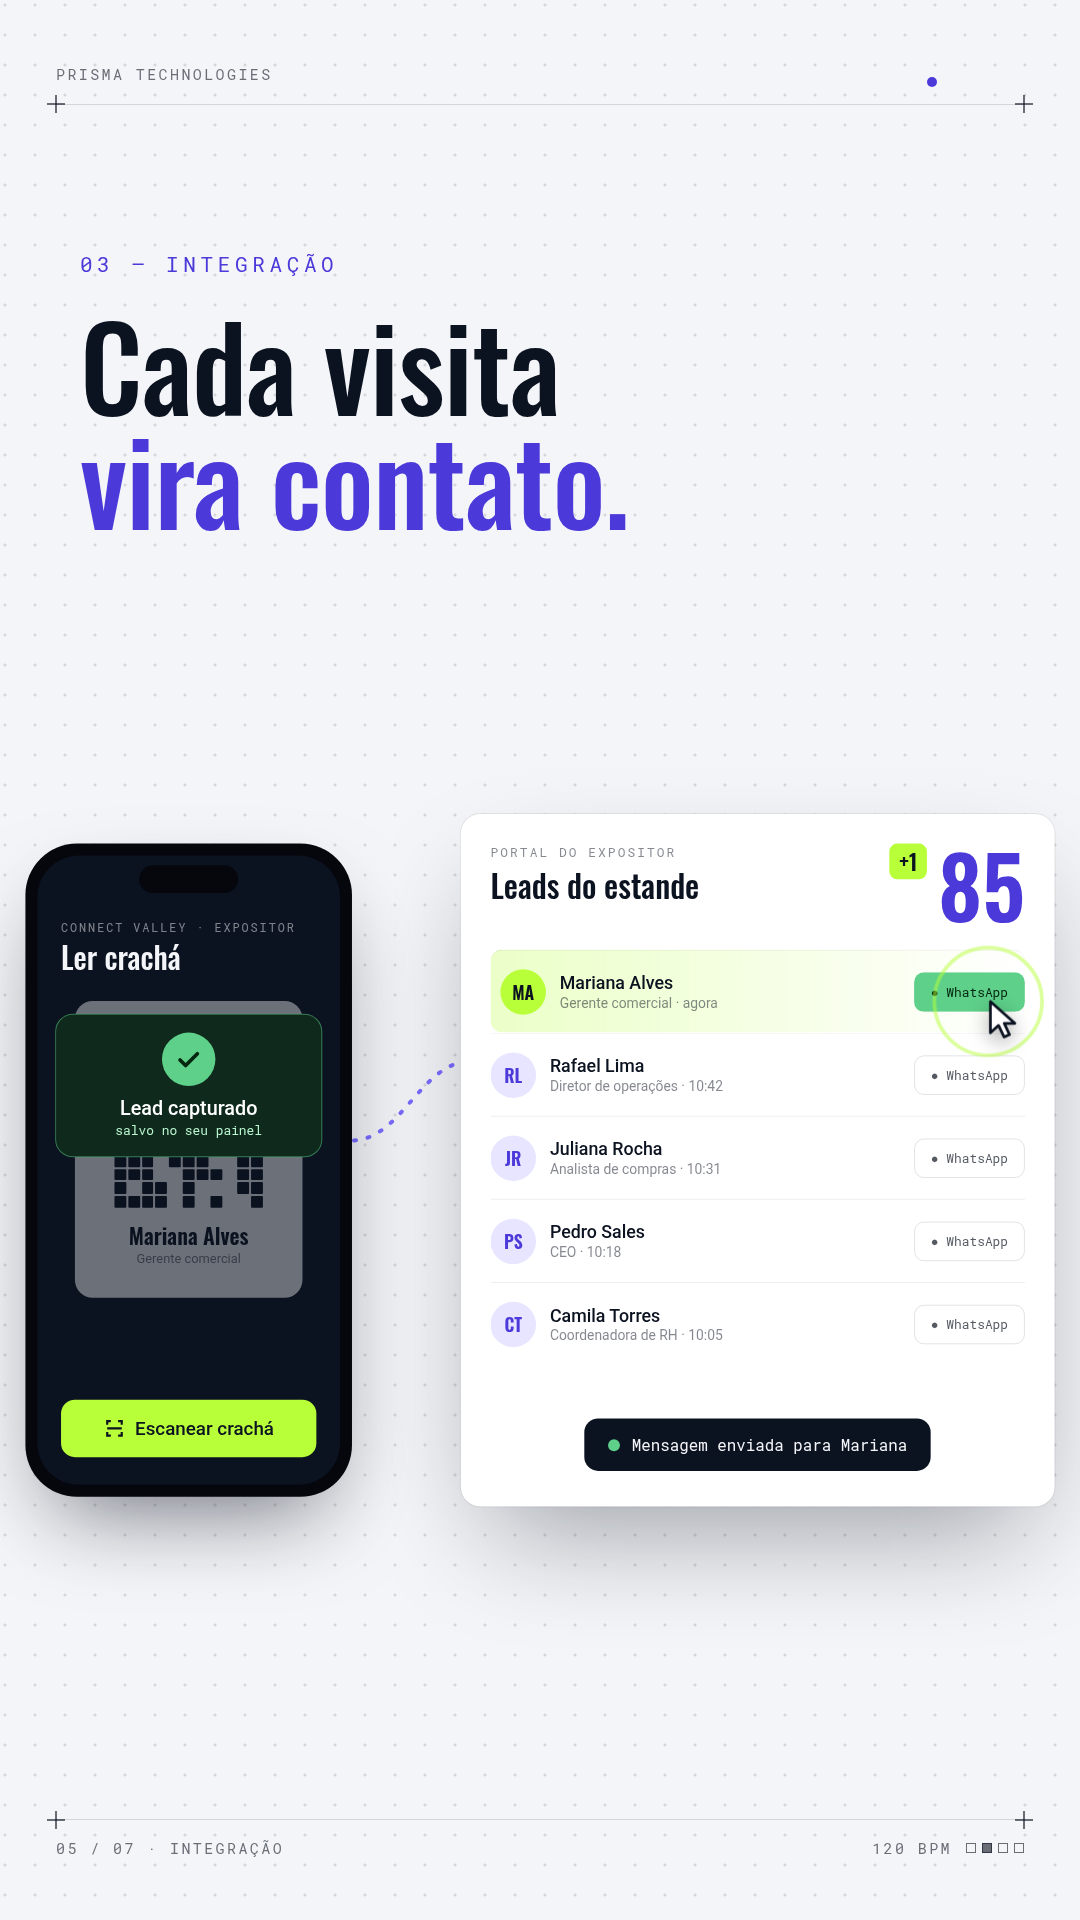 PRISMA TECHNOLOGIES
03 — INTEGRAÇÃO
Cada visita
vira contato.
CONNECT VALLEY · EXPOSITOR
Ler crachá
Lead capturado
salvo no seu painel
Mariana Alves
Gerente comercial
Escanear crachá
PORTAL DO EXPOSITOR
Leads do estande
+1
85
MA
Mariana Alves
Gerente comercial · agora
WhatsApp
RL
Rafael Lima
Diretor de operações · 10:42
WhatsApp
JR
Juliana Rocha
Analista de compras · 10:31
WhatsApp
PS
Pedro Sales
CEO · 10:18
WhatsApp
CT
Camila Torres
Coordenadora de RH · 10:05
WhatsApp
Mensagem enviada para Mariana
05 / 07 · INTEGRAÇÃO
120 BPM